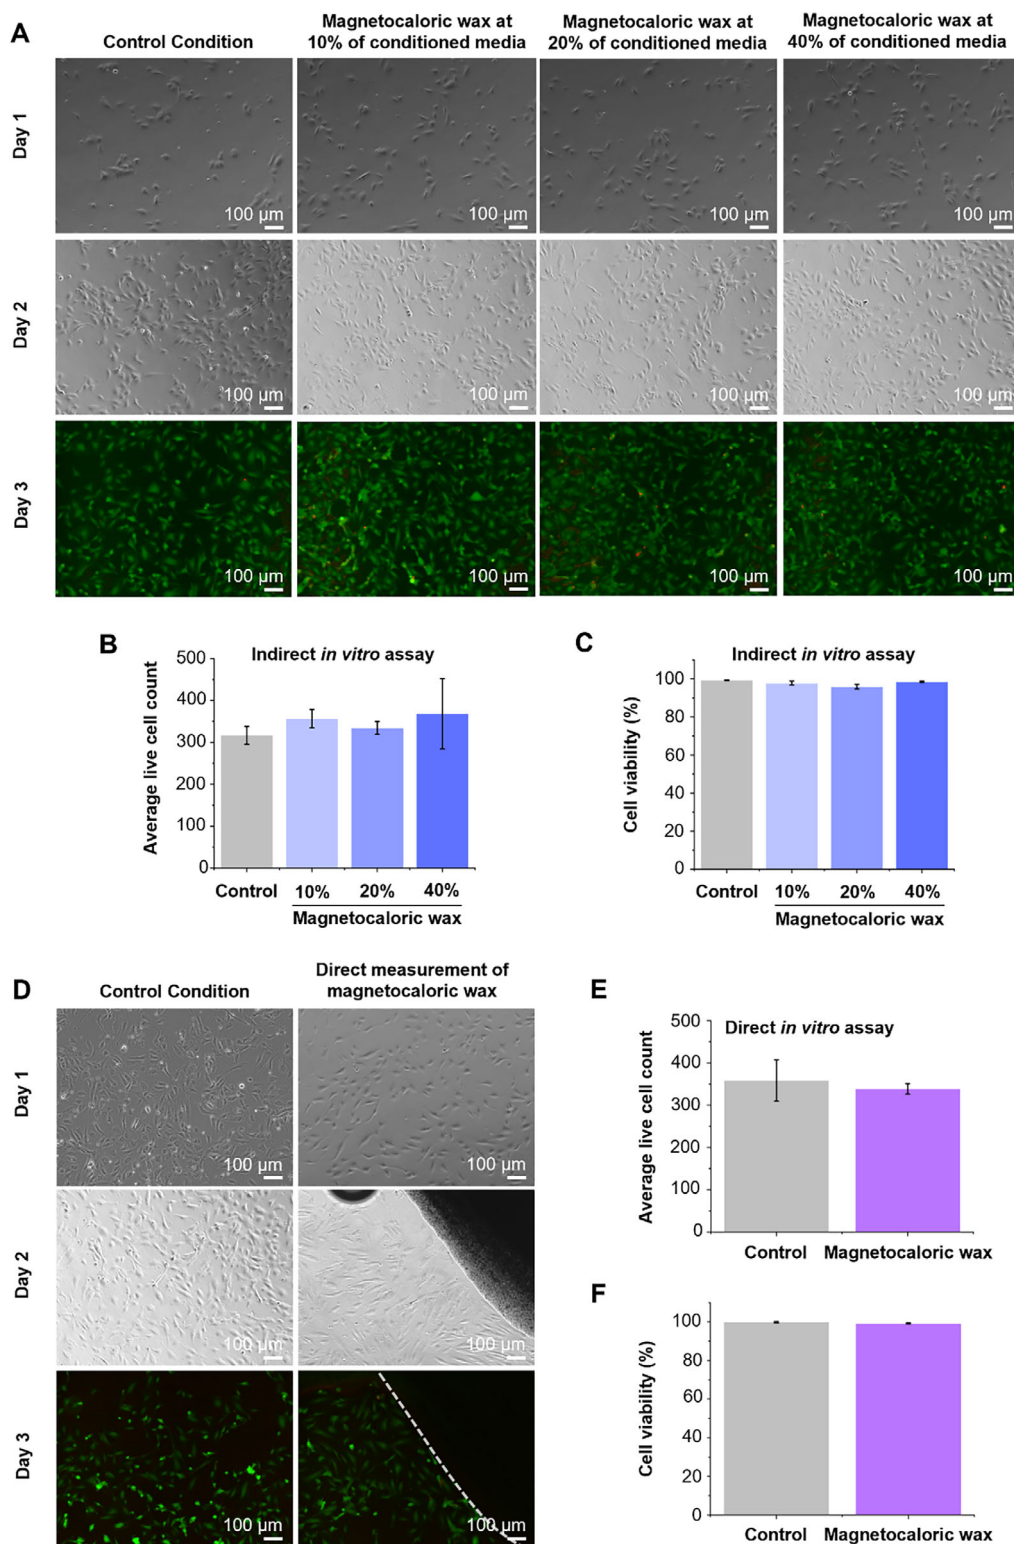 A
Control Condition
Magnetocaloric wax at
10% of conditioned media
Magnetocaloric wax at
20% of conditioned media
Magnetocaloric wax at
40% of conditioned media
Day 1
100 µm
100 µm
100 µm
100 µm
Day 2
100 µm
100 µm
100 µm
100 µm
Day 3
100 µm
100 µm
100 µm
100 µm
B
Indirect in vitro assay
Average live cell count
500
400
300
200
100
0
Control
10%
20%
40%
Magnetocaloric wax
C
Indirect in vitro assay
Cell viability (%)
100
80
60
40
20
0
Control
10%
20%
40%
Magnetocaloric wax
D
Control Condition
Direct measurement of
magnetocaloric wax
Day 1
100 µm
100 µm
Day 2
100 µm
100 µm
Day 3
100 µm
100 µm
E
Direct in vitro assay
Average live cell count
500
400
300
200
100
0
Control
Magnetocaloric wax
F
Cell viability (%)
100
80
60
40
20
0
Control
Magnetocaloric wax